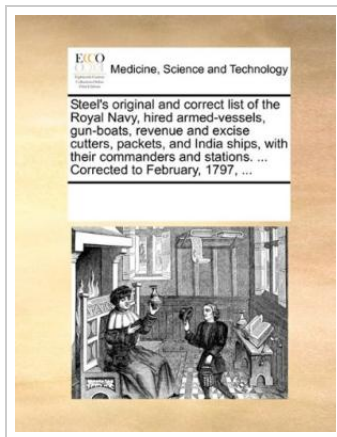 ECCO
Medicine, Science and Technology
Steel's original and correct list of the
Royal Navy, hired armed-vessels,
gun-boats, revenue and excise
cutters, packets, and India ships, with
their commanders and stations. ...
Corrected to February, 1797, ...